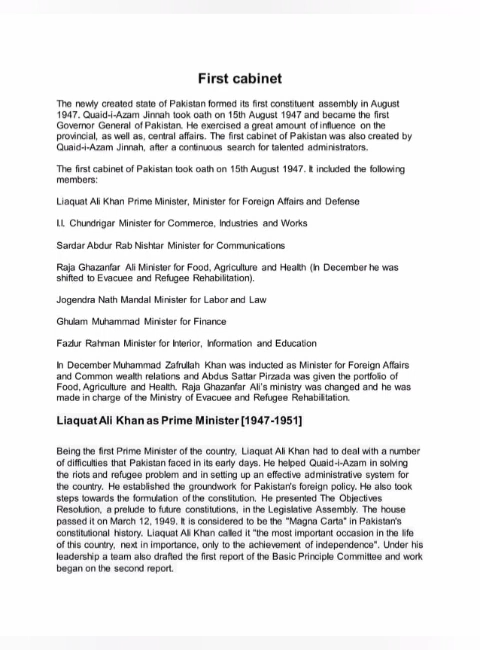 First cabinet
The newly created state of Pakistan formed its first constituent assembly in August
1947. Quaid-i-Azam Jinnah took oath on 15th August 1947 and became the first
Governor General of Pakistan. He exercised a great amount of influence on the
provincial, as well as, central affairs. The first cabinet of Pakistan was also created by
Quaid-i-Azam Jinnah, after a continuous search for talented administrators.
The first cabinet of Pakistan took oath on 15th August 1947. It included the following
members:
Liaquat Ali Khan Prime Minister, Minister for Foreign Affairs and Defense
I.I. Chundrigar Minister for Commerce, Industries and Works
Sardar Abdur Rab Nishtar Minister for Communications
Raja Ghazanfar Ali Minister for Food, Agriculture and Health (In December he was
shifted to Evacuee and Refugee Rehabilitation).
Jogendra Nath Mandal Minister for Labor and Law
Ghulam Muhammad Minister for Finance
Fazlur Rahman Minister for Interior, Information and Education
In December Muhammad Zafrullah Khan was inducted as Minister for Foreign Affairs
and Common wealth relations and Abdus Sattar Pirzada was given the portfolio of
Food, Agriculture and Health. Raja Ghazanfar Ali's ministry was changed and he was
made in charge of the Ministry of Evacuee and Refugee Rehabilitation.
Liaquat Ali Khan as Prime Minister [1947-1951]
Being the first Prime Minister of the country, Liaquat Ali Khan had to deal with a number
of difficulties that Pakistan faced in its early days. He helped Quaid-i-Azam in solving
the riots and refugee problem and in setting up an effective administrative system for
the country. He established the groundwork for Pakistan's foreign policy. He also took
steps towards the formulation of the constitution. He presented The Objectives
Resolution, a prelude to future constitutions, in the Legislative Assembly. The house
passed it on March 12, 1949. It is considered to be the "Magna Carta" in Pakistan's
constitutional history. Liaquat Ali Khan called it "the most important occasion in the life
of this country, next in importance, only to the achievement of independence". Under his
leadership a team also drafted the first report of the Basic Principle Committee and work
began on the second report.